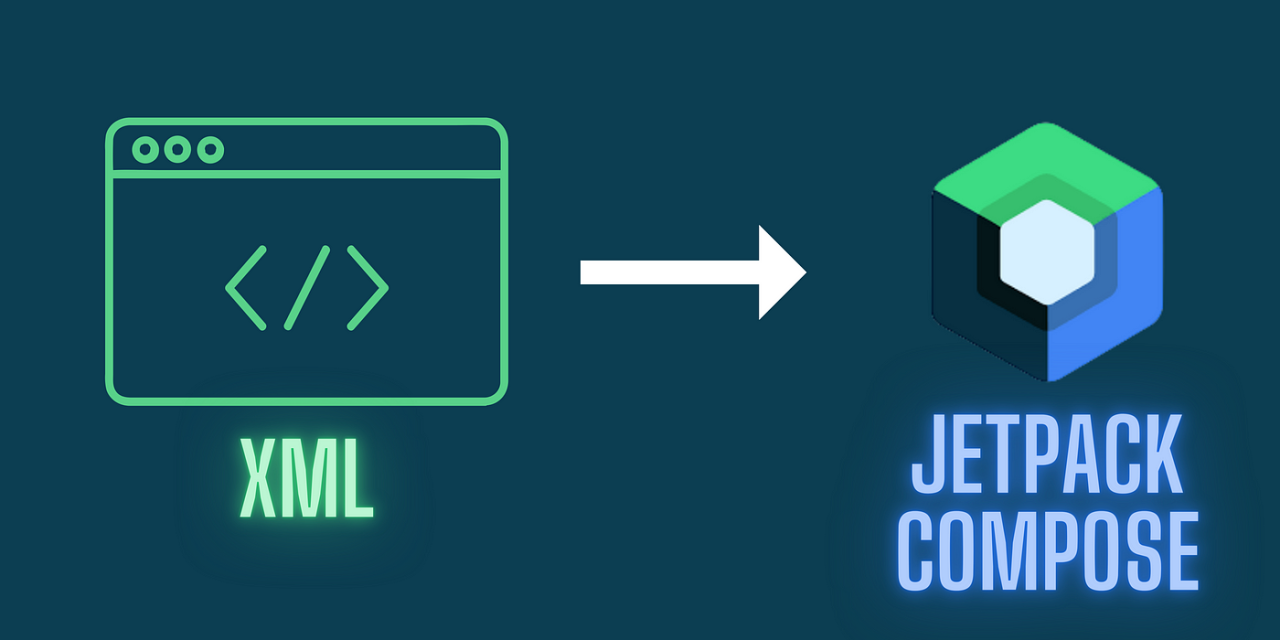 </>
XML
JETPACK
COMPOSE